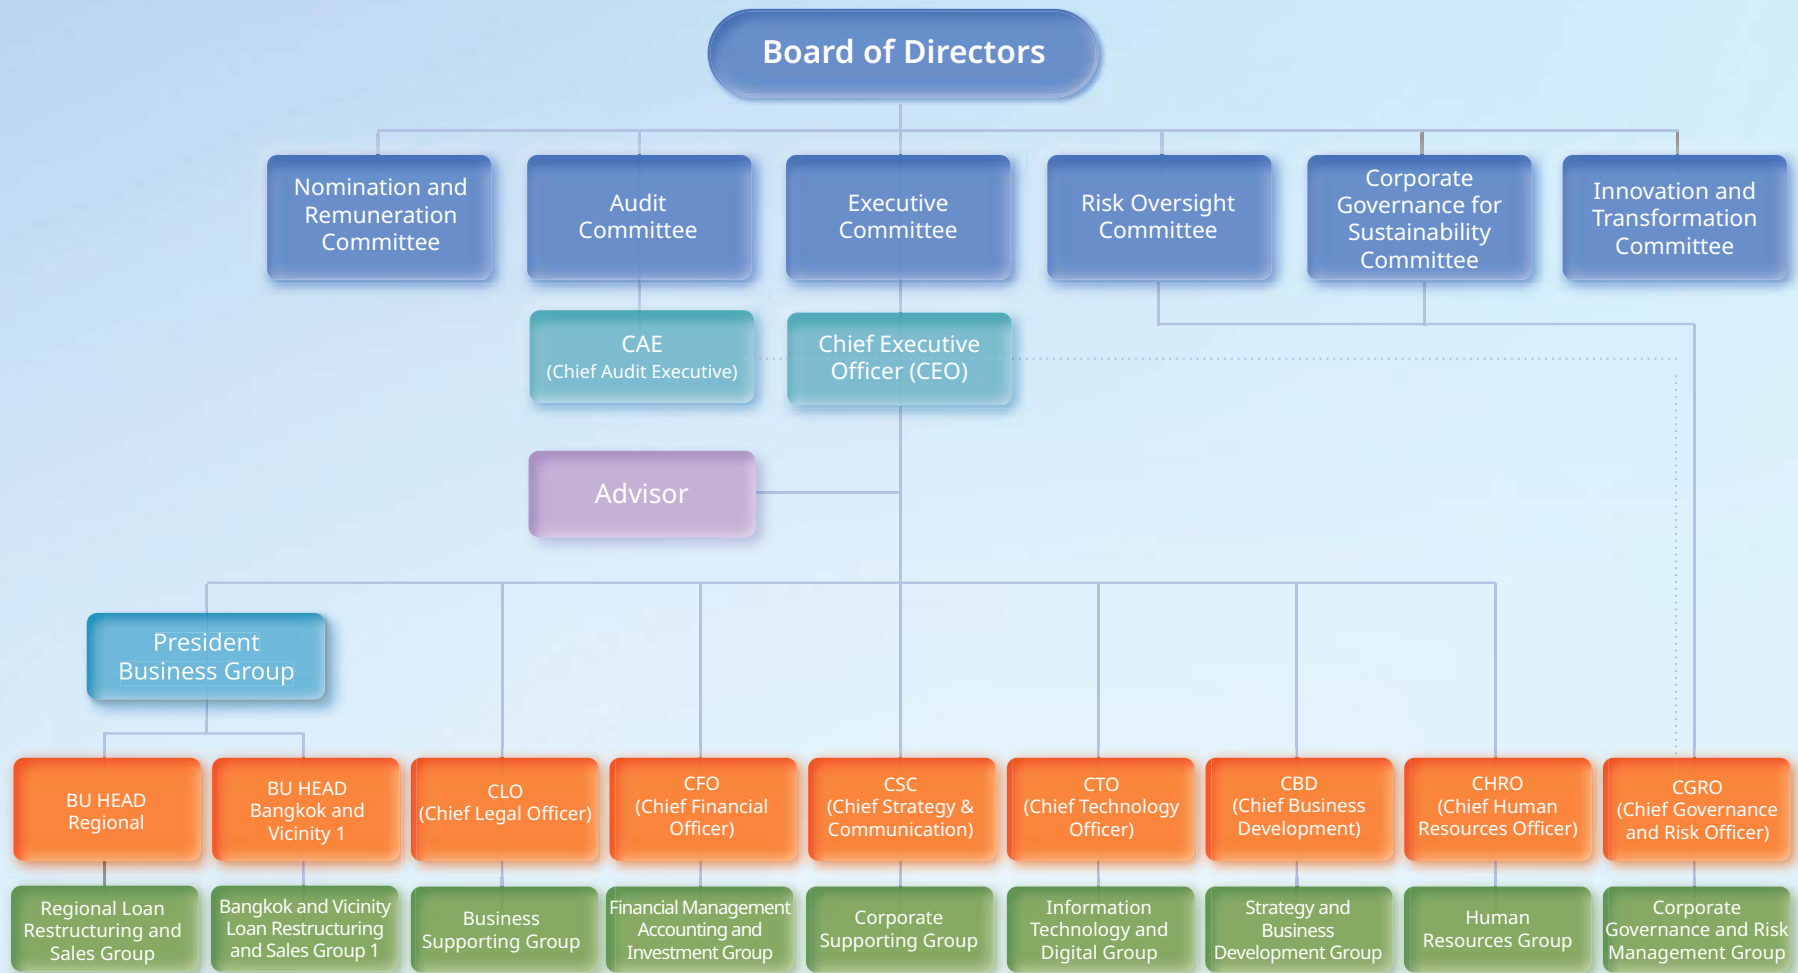 Board of Directors
Nomination and
Remuneration
Committee
Audit
Committee
Executive
Committee
Risk Oversight
Committee
Corporate
Governance for
Sustainability
Committee
Innovation and
Transformation
Committee
CAE
(Chief Audit Executive)
Chief Executive
Officer (CEO)
Advisor
President
Business Group
BU HEAD
Regional
BU HEAD
Bangkok and
Vicinity 1
CLO
(Chief Legal Officer)
CFO
(Chief Financial
Officer)
CSC
(Chief Strategy &
Communication)
CTO
(Chief Technology
Officer)
CBD
(Chief Business
Development)
CHRO
(Chief Human
Resources Officer)
CGRO
(Chief Governance
and Risk Officer)
Regional Loan
Restructuring and
Sales Group
Bangkok and Vicinity
Loan Restructuring
and Sales Group 1
Business
Supporting Group
Financial Management
Accounting and
Investment Group
Corporate
Supporting Group
Information
Technology and
Digital Group
Strategy and
Business
Development Group
Human
Resources Group
Corporate
Governance and Risk
Management Group